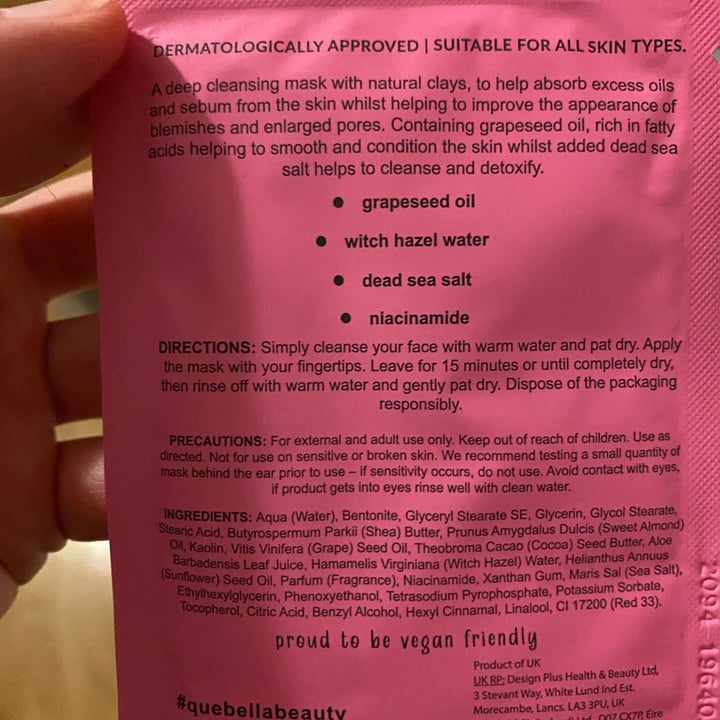 DERMATOLOGICALLY APPROVED | SUITABLE FOR ALL SKIN TYPES.
A deep cleansing mask with natural clays, to help absorb excess oils
and sebum from the skin whilst helping to improve the appearance of
blemishes and enlarged pores. Containing grapeseed oil, rich in fatty
acids helping to smooth and condition the skin whilst added dead sea
salt helps to cleanse and detoxify.
• grapeseed oil
• witch hazel water
• dead sea salt
• niacinamide
DIRECTIONS: Simply cleanse your face with warm water and pat dry. Apply
the mask with your fingertips. Leave for 15 minutes or until completely dry,
then rinse off with warm water and gently pat dry. Dispose of the packaging
responsibly.
PRECAUTIONS: For external and adult use only. Keep out of reach of children. Use as
directed. Not for use on sensitive or broken skin. We recommend testing a small quantity of
mask behind the ear prior to use – if sensitivity occurs, do not use. Avoid contact with eyes,
if product gets into eyes rinse well with clean water.
INGREDIENTS: Aqua (Water), Bentonite, Glyceryl Stearate SE, Glycerin, Glycol Stearate,
Stearic Acid, Butyrospermum Parkii (Shea) Butter, Prunus Amygdalus Dulcis (Sweet Almond)
Oil, Kaolin, Vitis Vinifera (Grape) Seed Oil, Theobroma Cacao (Cocoa) Seed Butter, Aloe
Barbadensis Leaf Juice, Hamamelis Virginiana (Witch Hazel) Water, Helianthus Annuus
(Sunflower) Seed Oil, Parfum (Fragrance), Niacinamide, Xanthan Gum, Maris Sal (Sea Salt),
Ethylhexylglycerin, Phenoxyethanol, Tetrasodium Pyrophosphate, Potassium Sorbate,
Tocopherol, Citric Acid, Benzyl Alcohol, Hexyl Cinnamal, Linalool, CI 17200 (Red 33).
proud to be vegan friendly
Product of UK
UK RP: Design Plus Health & Beauty Ltd,
3 Stevant Way, White Lund Ind Est.
Morecambe, Lancs. LA3 3PU, UK
Ltd, D07 CX7P, Eire
#quebellabeauty
2094 19640